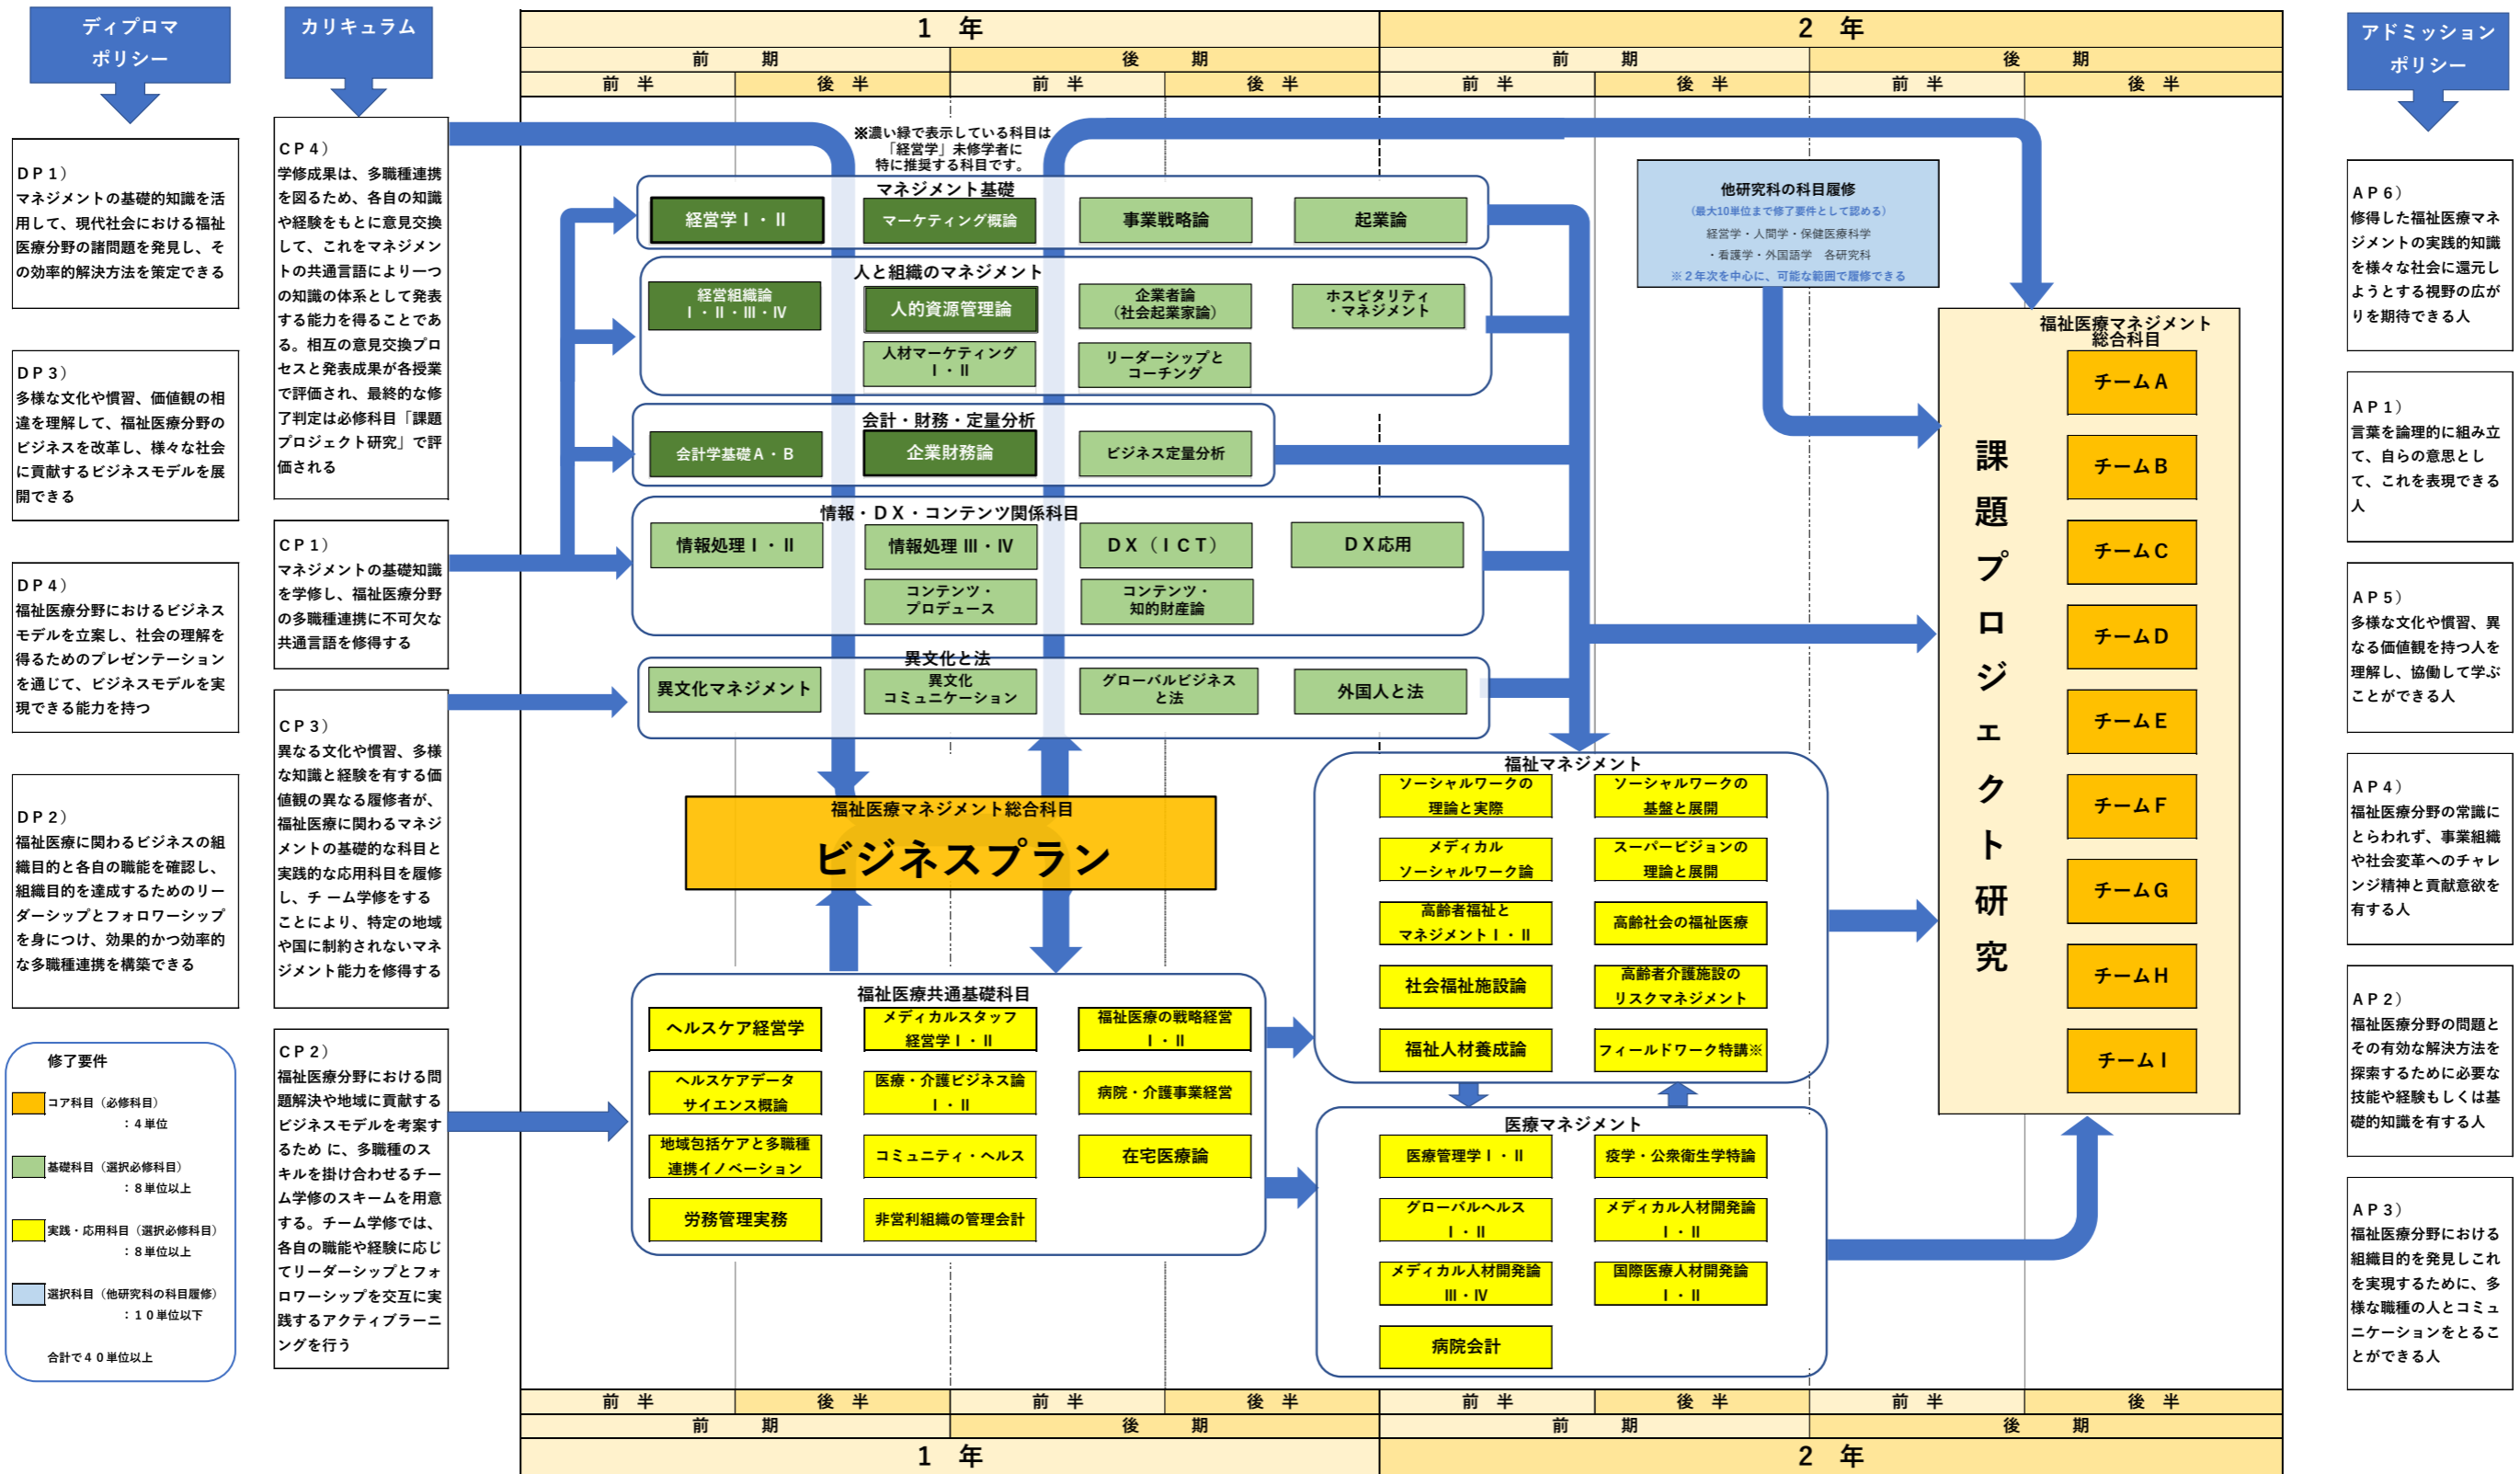 ディプロマ
ポリシー
DP1）
マネジメントの基礎的知識を活
用して、現代社会における福祉
医療分野の諸問題を発見し、そ
の効率的解決方法を策定できる
DP3）
多様な文化や慣習、価値観の相
違を理解して、福祉医療分野の
ビジネスを改革し、様々な社会
に貢献するビジネスモデルを展
開できる
DP4）
福祉医療分野におけるビジネス
モデルを立案し、社会の理解を
得るためのプレゼンテーション
を通じて、ビジネスモデルを実
現できる能力を持つ
DP2）
福祉医療に関わるビジネスの組
織目的と各自の職能を確認し、
組織目的を達成するためのリー
ダーシップとフォロワーシップ
を身につけ、効果的かつ効率的
な多職種連携を構築できる
修了要件
コア科目（必修科目）
：４単位
基礎科目（選択必修科目）
：８単位以上
実践・応用科目（選択必修科目）
：８単位以上
選択科目（他研究科の科目履修）
：１０単位以下
合計で４０単位以上
カリキュラム
CP4）
学修成果は、多職種連携
を図るため、各自の知識
や経験をもとに意見交換
して、これをマネジメン
トの共通言語により一つ
の知識の体系として発表
する能力を得ることであ
る。相互の意見交換プロ
セスと発表成果が各授業
で評価され、最終的な修
了判定は必修科目「課題
プロジェクト研究」で評
価される
CP1）
マネジメントの基礎知識
を学修し、福祉医療分野
の多職種連携に不可欠な
共通言語を修得する
CP3）
異なる文化や慣習、多様
な知識と経験を有する価
値観の異なる履修者が、
福祉医療に関わるマネジ
メントの基礎的な科目と
実践的な応用科目を履修
し、チーム学修をする
ことにより、特定の地域
や国に制約されないマネ
ジメント能力を修得する
CP2）
福祉医療分野における問
題解決や地域に貢献する
ビジネスモデルを考案す
るため に、多職種のス
キルを掛け合わせるチー
ム学修のスキームを用意
する。チーム学修では、
各自の職能や経験に応じ
てリーダーシップとフォ
ロワーシップを交互に実
践するアクティブラーニ
ングを行う
1 年 2 年
前 期 後 期 前 期 後 期
前 半 後 半 前 半 後 半 前 半 後 半 前 半 後 半
※濃い緑で表示している科目は
「経営学」未修学者に
特に推奨する科目です。
マネジメント基礎
経営学Ⅰ・Ⅱ
マーケティング概論
事業戦略論
起業論
人と組織のマネジメント
経営組織論
Ⅰ・Ⅱ・Ⅲ・Ⅳ
人的資源管理論
企業者論
（社会起業家論）
ホスピタリティ
・マネジメント
人材マーケティング
Ⅰ・Ⅱ
リーダーシップと
コーチング
会計・財務・定量分析
会計学基礎Ａ・Ｂ
企業財務論
ビジネス定量分析
情報・ＤＸ・コンテンツ関係科目
情報処理Ⅰ・Ⅱ
情報処理 Ⅲ・Ⅳ
ＤＸ（ＩＣＴ）
ＤＸ応用
コンテンツ・
プロデュース
コンテンツ・
知的財産論
異文化と法
異文化マネジメント
異文化
コミュニケーション
グローバルビジネス
と法
外国人と法
福祉医療マネジメント総合科目
ビジネスプラン
福祉医療共通基礎科目
ヘルスケア経営学
メディカルスタッフ
経営学Ⅰ・Ⅱ
福祉医療の戦略経営
Ⅰ・Ⅱ
ヘルスケアデータ
サイエンス概論
医療・介護ビジネス論
Ⅰ・Ⅱ
病院・介護事業経営
地域包括ケアと多職種
連携イノベーション
コミュニティ・ヘルス
在宅医療論
労務管理実務
非営利組織の管理会計
他研究科の科目履修
（最大10単位まで修了要件として認める）
経営学・人間学・保健医療科学
・看護学・外国語学 各研究科
※２年次を中心に、可能な範囲で履修できる
福祉マネジメント
ソーシャルワークの
理論と実際
ソーシャルワークの
基盤と展開
メディカル
ソーシャルワーク論
スーパービジョンの
理論と展開
高齢者福祉と
マネジメントⅠ・Ⅱ
高齢社会の福祉医療
社会福祉施設論
高齢者介護施設の
リスクマネジメント
福祉人材養成論
フィールドワーク特講※
医療マネジメント
医療管理学Ⅰ・Ⅱ
疫学・公衆衛生学特論
グローバルヘルス
Ⅰ・Ⅱ
メディカル人材開発論
Ⅰ・Ⅱ
メディカル人材開発論
Ⅲ・Ⅳ
国際医療人材開発論
Ⅰ・Ⅱ
病院会計
福祉医療マネジメント
総合科目
課題プロジェクト研究
チームＡ
チームＢ
チームＣ
チームＤ
チームＥ
チームＦ
チームＧ
チームＨ
チームＩ
前 半 後 半 前 半 後 半 前 半 後 半 前 半 後 半
前 期 後 期 前 期 後 期
1 年 2 年
アドミッション
ポリシー
AP6）
修得した福祉医療マネ
ジメントの実践的知識
を様々な社会に還元し
ようとする視野の広が
りを期待できる人
AP1）
言葉を論理的に組み立
て、自らの意思とし
て、これを表現できる
人
AP5）
多様な文化や慣習、異
なる価値観を持つ人を
理解し、協働して学ぶ
ことができる人
AP4）
福祉医療分野の常識に
とらわれず、事業組織
や社会変革へのチャレ
ンジ精神と貢献意欲を
有する人
AP2）
福祉医療分野の問題と
その有効な解決方法を
探索するために必要な
技能や経験もしくは基
礎的知識を有する人
AP3）
福祉医療分野における
組織目的を発見しこれ
を実現するために、多
様な職種の人とコミュ
ニケーションをとるこ
とができる人